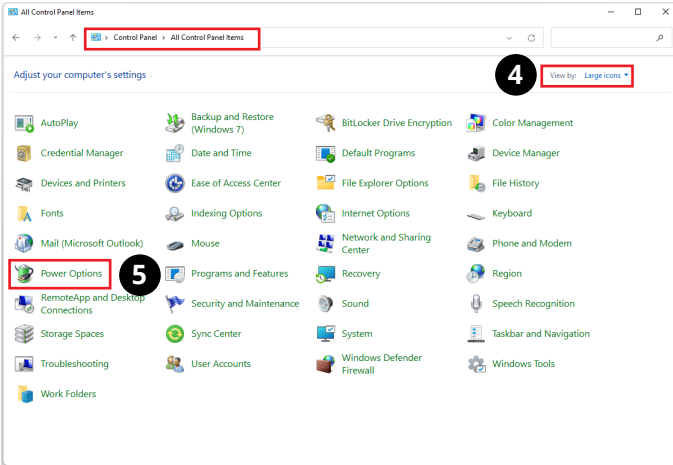 All Control Panel Items
Control Panel > All Control Panel Items
4
Adjust your computer's settings
View by: Large icons
AutoPlay
Backup and Restore
(Windows 7)
BitLocker Drive Encryption
Color Management
Credential Manager
Date and Time
Default Programs
Device Manager
Devices and Printers
Ease of Access Center
File Explorer Options
File History
Fonts
Indexing Options
Internet Options
Keyboard
Mail (Microsoft Outlook)
Mouse
Network and Sharing
Center
Phone and Modem
Power Options
5
Programs and Features
Recovery
Region
RemoteApp and Desktop
Connections
Security and Maintenance
Sound
Speech Recognition
Storage Spaces
Sync Center
System
Taskbar and Navigation
Troubleshooting
User Accounts
Windows Defender
Firewall
Windows Tools
Work Folders